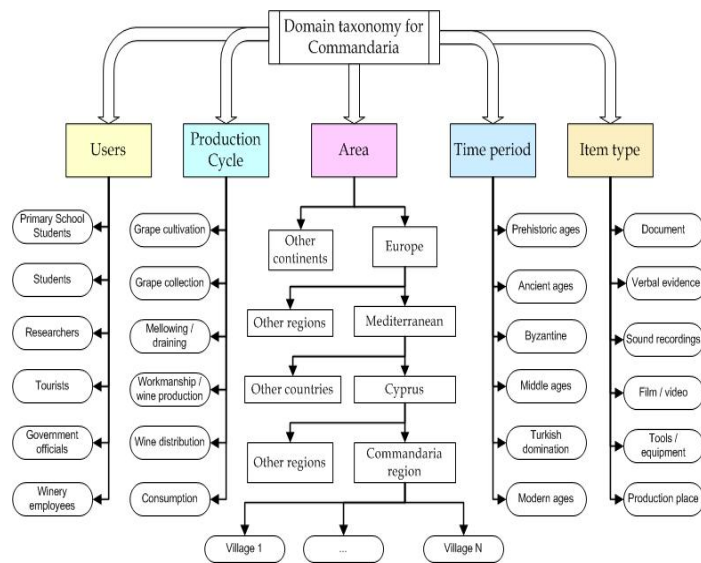 Domain taxonomy for
Commandaria
Users
Production
Cycle
Area
Time period
Item type
Primary School
Students
Students
Researchers
Tourists
Government
officials
Winery
employees
Grape cultivation
Grape collection
Mellowing /
draining
Workmanship /
wine production
Wine distribution
Consumption
Other
continents
Europe
Other regions
Mediterranean
Other countries
Cyprus
Other regions
Commandaria
region
Village 1
...
Village N
Prehistoric ages
Ancient ages
Byzantine
Middle ages
Turkish
domination
Modern ages
Document
Verbal evidence
Sound recordings
Film / video
Tools /
equipment
Production place